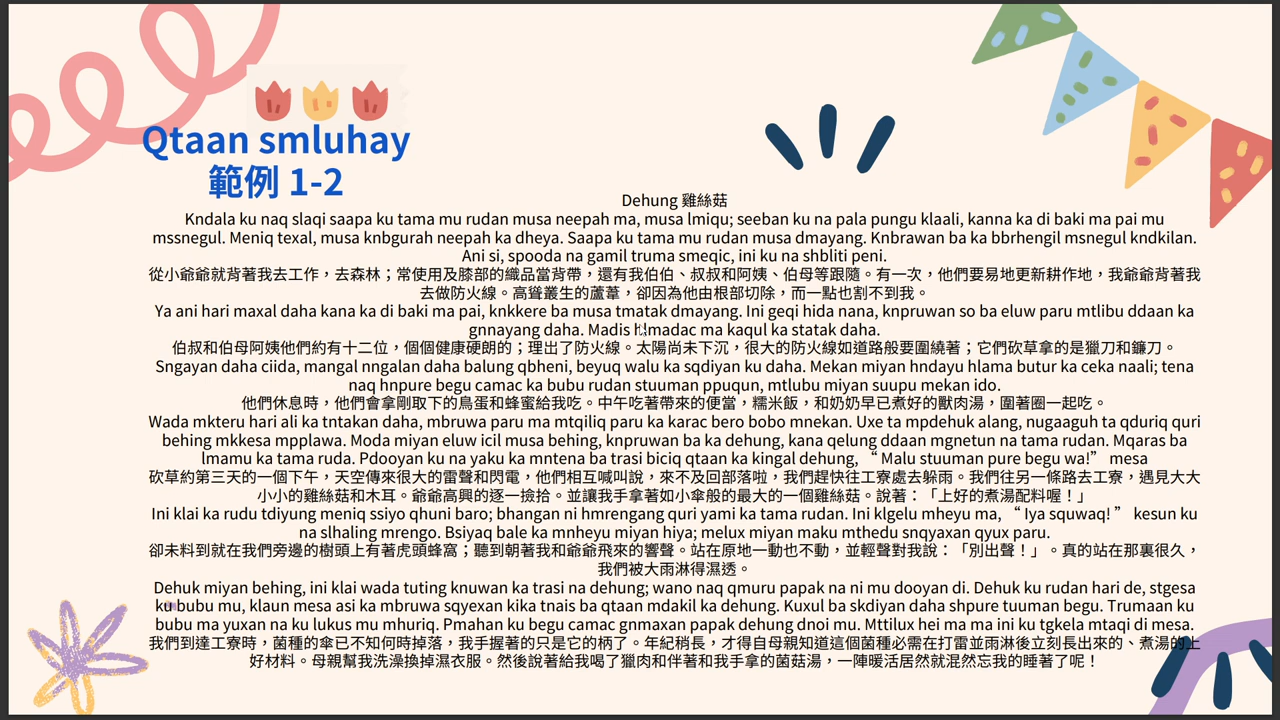 Qtaan smluhay
範例 1-2
Dehung 雞絲菇
Kndala ku naq slaqi saapa ku tama mu rudan musa neepah ma, musa lmiqu; seeban ku na pala pungu klaali, kanna ka di baki ma pai mu
mssnegul. Meniq texal, musa knbgurah neepah ka dheya. Saapa ku tama mu rudan musa dmayang. Knbrawan ba ka bbrhengil msnegul kndkilan.
Ani si, spooda na gamil truma smeqic, ini ku na shbliti peni.
從小爺爺就背著我去工作，去森林；常使用及膝部的織品當背帶，還有我伯伯、叔叔和阿姨、伯母等跟隨。有一次，他們要易地更新耕作地，我爺爺背著我
去做防火線。高聳叢生的蘆葦，卻因為他由根部切除，而一點也割不到我。
Ya ani hari maxal daha kana ka di baki ma pai, knkkere ba musa tmatak dmayang. Ini geqi hida nana, knpruwan so ba eluw paru mtlibu ddaan ka
gnnayang daha. Madis hlmadac ma kaqul ka statak daha.
伯叔和伯母阿姨他們約有十二位，個個健康硬朗的；理出了防火線。太陽尚未下沉，很大的防火線如道路般要圍繞著；它們砍草拿的是獵刀和鐮刀。
Sngayan daha ciida, mangal nngalan daha balung qbheni, beyuq walu ka sqdiyan ku daha. Mekan miyan hndayu hlama butur ka ceka naali; tena
naq hnpure begu camac ka bubu rudan stuuman ppuqun, mtlubu miyan suupu mekan ido.
他們休息時，他們會拿剛取下的鳥蛋和蜂蜜給我吃。中午吃著帶來的便當，糯米飯，和奶奶早已煮好的獸肉湯，圍著圈一起吃。
Wada mkteru hari ali ka tntakan daha, mbruwa paru ma mtqiliq paru ka karac bero bobo mnekan. Uxe ta mpdehuk alang, nugaaguh ta qduriq quri
behing mkkesa mpplawa. Moda miyan eluw icil musa behing, knpruwan ba ka dehung, kana qelung ddaan mgnetun na tama rudan. Mqaras ba
lmamu ka tama ruda. Pdooyan ku na yaku ka mntena ba trasi biciq qtaan ka kingal dehung, “Malu stuuman pure begu wa!” mesa
砍草約第三天的一個下午，天空傳來很大的雷聲和閃電，他們相互喊叫說，來不及回部落啦，我們趕快往工寮處去躲雨。我們往另一條路去工寮，遇見大大
小小的雞絲菇和木耳。爺爺高興的逐一撿拾。並讓我手拿著如小傘般的最大的一個雞絲菇。說著：「上好的煮湯配料喔！」
Ini klai ka rudu tdiyung meniq ssiyo qhuni baro; bhangan ni hmrengang quri yami ka tama rudan. Ini klgelu mheyu ma, “Iya squwaq!” kesun ku
na slhaling mrengo. Bsiyaq bale ka mnheyu miyan hiya; melux miyan maku mthedu snqyaxan qyux paru.
卻未料到就在我們旁邊的樹頭上有著虎頭蜂窩；聽到朝著我和爺爺飛來的響聲。站在原地一動也不動，並輕聲對我說：「別出聲！」。真的站在那裏很久，
我們被大雨淋得濕透。
Dehuk miyan behing, ini klai wada tuting knuwan ka trasi na dehung; wano naq qmuru papak na ni mu dooyan di. Dehuk ku rudan hari de, stgesa
ku bubu mu, klaun mesa asi ka mbruwa sqyexan kika tnais ba qtaan mdakil ka dehung. Kuxul ba skdiyan daha shpure tuuman begu. Trumaan ku
bubu ma yuxan na ku lukus mu mhuriq. Pmahan ku begu camac gnmaxan papak dehung dnoi mu. Mttilux hei ma ma ini ku tgkela mtaqi di mesa.
我們到達工寮時，菌種的傘已不知何時掉落，我手握著的只是它的柄了。年紀稍長，才得自母親知道這個菌種必需在打雷並雨淋後立刻長出來的、煮湯的上
好材料。母親幫我洗澡換掉濕衣服。然後說著給我喝了獵肉和伴著和我手拿的菌菇湯，一陣暖活居然就混然忘我的睡著了呢！